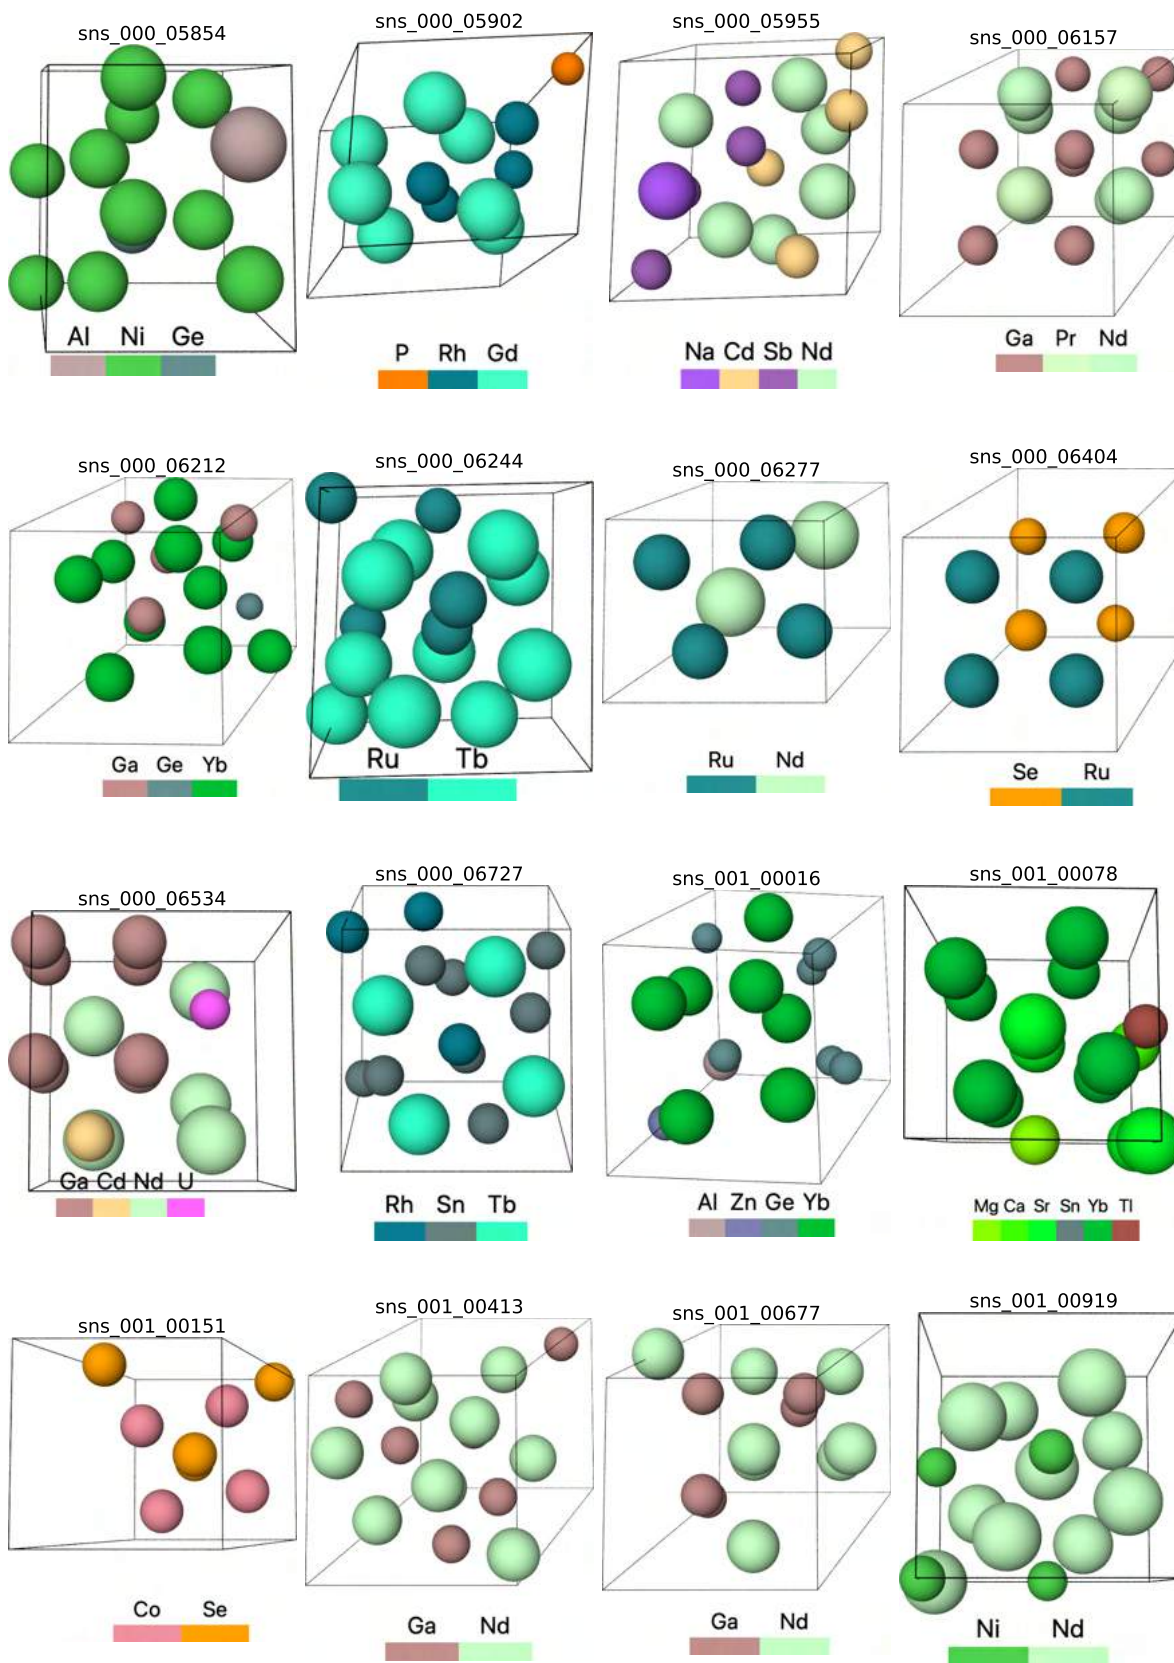 sns_000_05854
sns_000_05902
sns_000_05955
sns_000_06157
Al Ni Ge
P Rh Gd
Na Cd Sb Nd
Ga Pr Nd
sns_000_06212
sns_000_06244
sns_000_06277
sns_000_06404
Ga Ge Yb
Ru Tb
Ru Nd
Se Ru
sns_000_06534
sns_000_06727
sns_001_00016
sns_001_00078
Ga Cd Nd U
Rh Sn Tb
Al Zn Ge Yb
Mg Ca Sr Sn Yb Tl
sns_001_00151
sns_001_00413
sns_001_00677
sns_001_00919
Co Se
Ga Nd
Ga Nd
Ni Nd